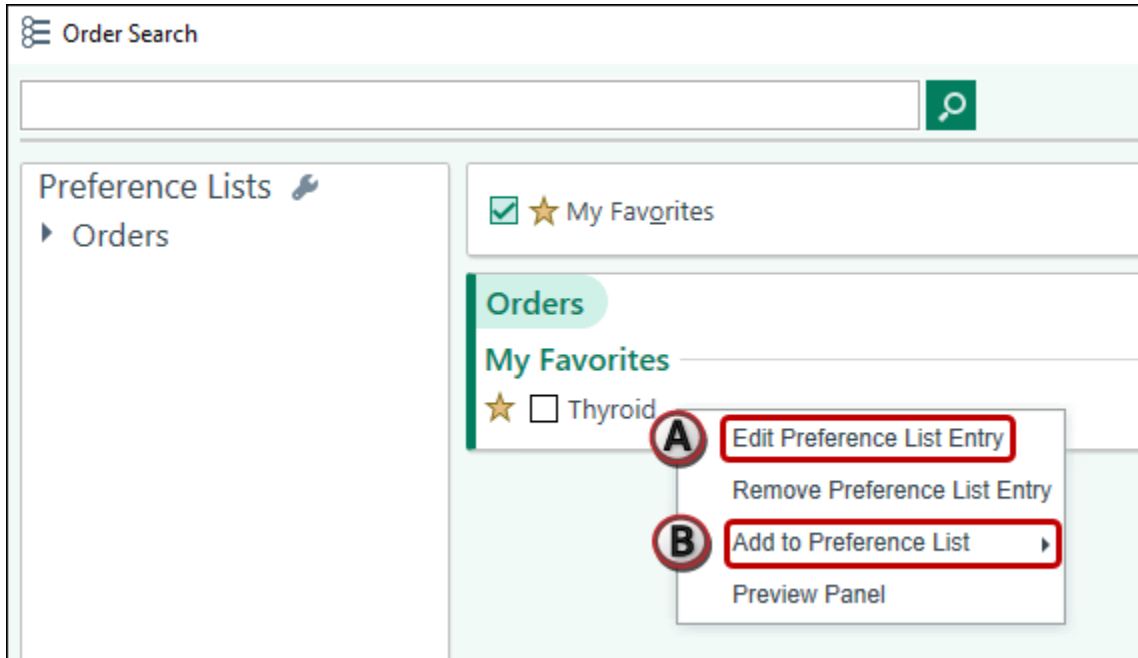 Order Search
Preference Lists
Orders
My Favorites
Orders
My Favorites
Thyroid
A
Edit Preference List Entry
Remove Preference List Entry
B
Add to Preference List
Preview Panel